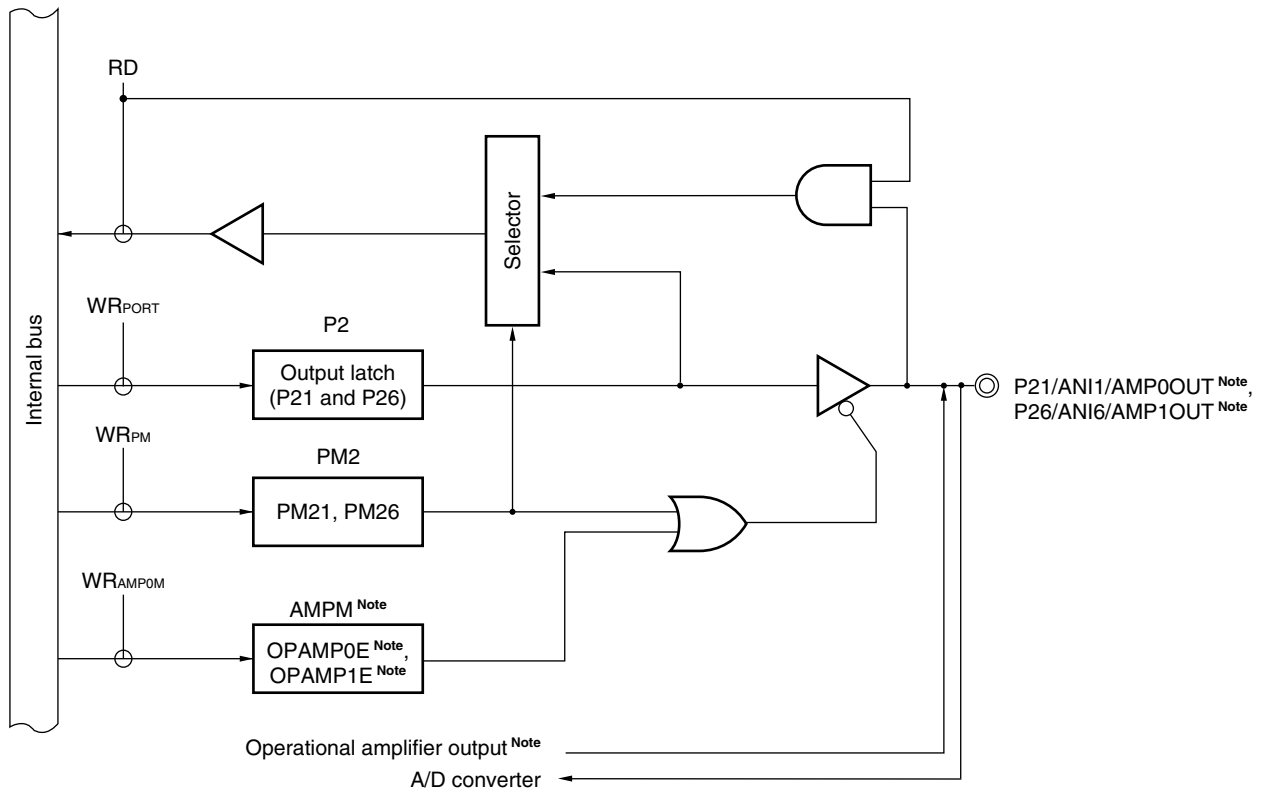 RD
Selector
Internal bus
WRPORT
P2
Output latch
(P21 and P26)
P21/ANI1/AMP0OUT Note,
P26/ANI6/AMP1OUT Note
WRPM
PM2
PM21, PM26
WRAMP0M
AMPM Note
OPAMP0E Note,
OPAMP1E Note
Operational amplifier output Note
A/D converter